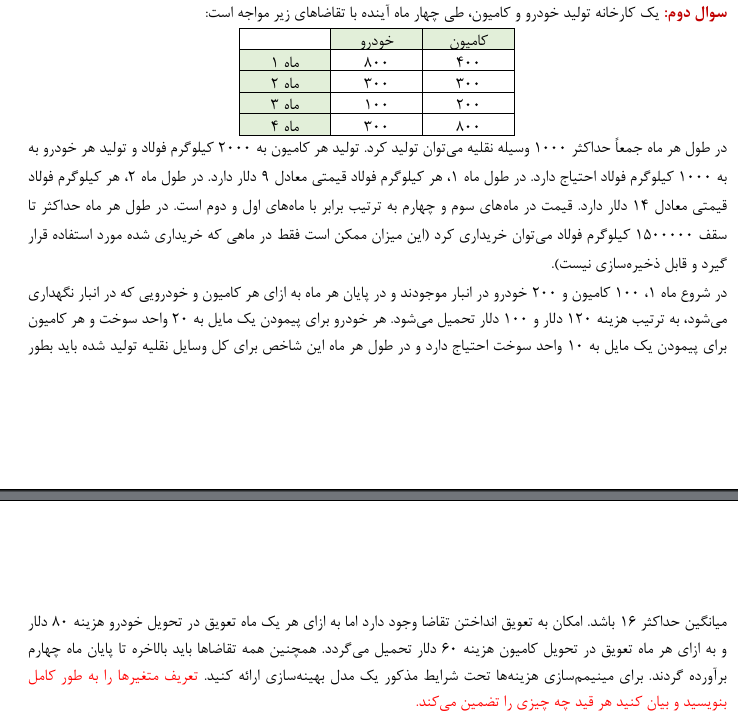 سوال دوم: یک کارخانه تولید خودرو و کامیون، طی چهار ماه آینده با تقاضاهای زیر مواجه است:
خودرو کامیون
ماه ۱ ۸۰۰ ۴۰۰
ماه ۲ ۳۰۰ ۳۰۰
ماه ۳ ۱۰۰ ۲۰۰
ماه ۴ ۳۰۰ ۸۰۰
در طول هر ماه جمعاً حداکثر ۱۰۰۰ وسیله نقلیه می‌توان تولید کرد. تولید هر کامیون به ۲۰۰۰ کیلوگرم فولاد و تولید هر خودرو به
به ۱۰۰۰ کیلوگرم فولاد احتیاج دارد. در طول ماه ۱، هر کیلوگرم فولاد قیمتی معادل ۹ دلار دارد. در طول ماه ۲، هر کیلوگرم فولاد
قیمتی معادل ۱۴ دلار دارد. قیمت در ماه‌های سوم و چهارم به ترتیب برابر با ماه‌های اول و دوم است. در طول هر ماه حداکثر تا
سقف ۱۵۰۰۰۰۰ کیلوگرم فولاد می‌توان خریداری کرد (این میزان ممکن است فقط در ماهی که خریداری شده مورد استفاده قرار
گیرد و قابل ذخیره‌سازی نیست).
در شروع ماه ۱، ۱۰۰ کامیون و ۲۰۰ خودرو در انبار موجودند و در پایان هر ماه به ازای هر کامیون و خودرویی که در انبار نگهداری
می‌شود، به ترتیب هزینه ۱۲۰ دلار و ۱۰۰ دلار تحمیل می‌شود. هر خودرو برای پیمودن یک مایل به ۲۰ واحد سوخت و هر کامیون
برای پیمودن یک مایل به ۱۰ واحد سوخت احتیاج دارد و در طول هر ماه این شاخص برای کل وسایل نقلیه تولید شده باید بطور
میانگین حداکثر ۱۶ باشد. امکان به تعویق انداختن تقاضا وجود دارد اما به ازای هر یک ماه تعویق در تحویل خودرو هزینه ۸۰ دلار
و به ازای هر ماه تعویق در تحویل کامیون هزینه ۶۰ دلار تحمیل می‌گردد. همچنین همه تقاضاها باید بالاخره تا پایان ماه چهارم
برآورده گردند. برای مینیمم‌سازی هزینه‌ها تحت شرایط مذکور یک مدل بهینه‌سازی ارائه کنید. تعریف متغیرها را به طور کامل
بنویسید و بیان کنید هر قید چه چیزی را تضمین می‌کند.